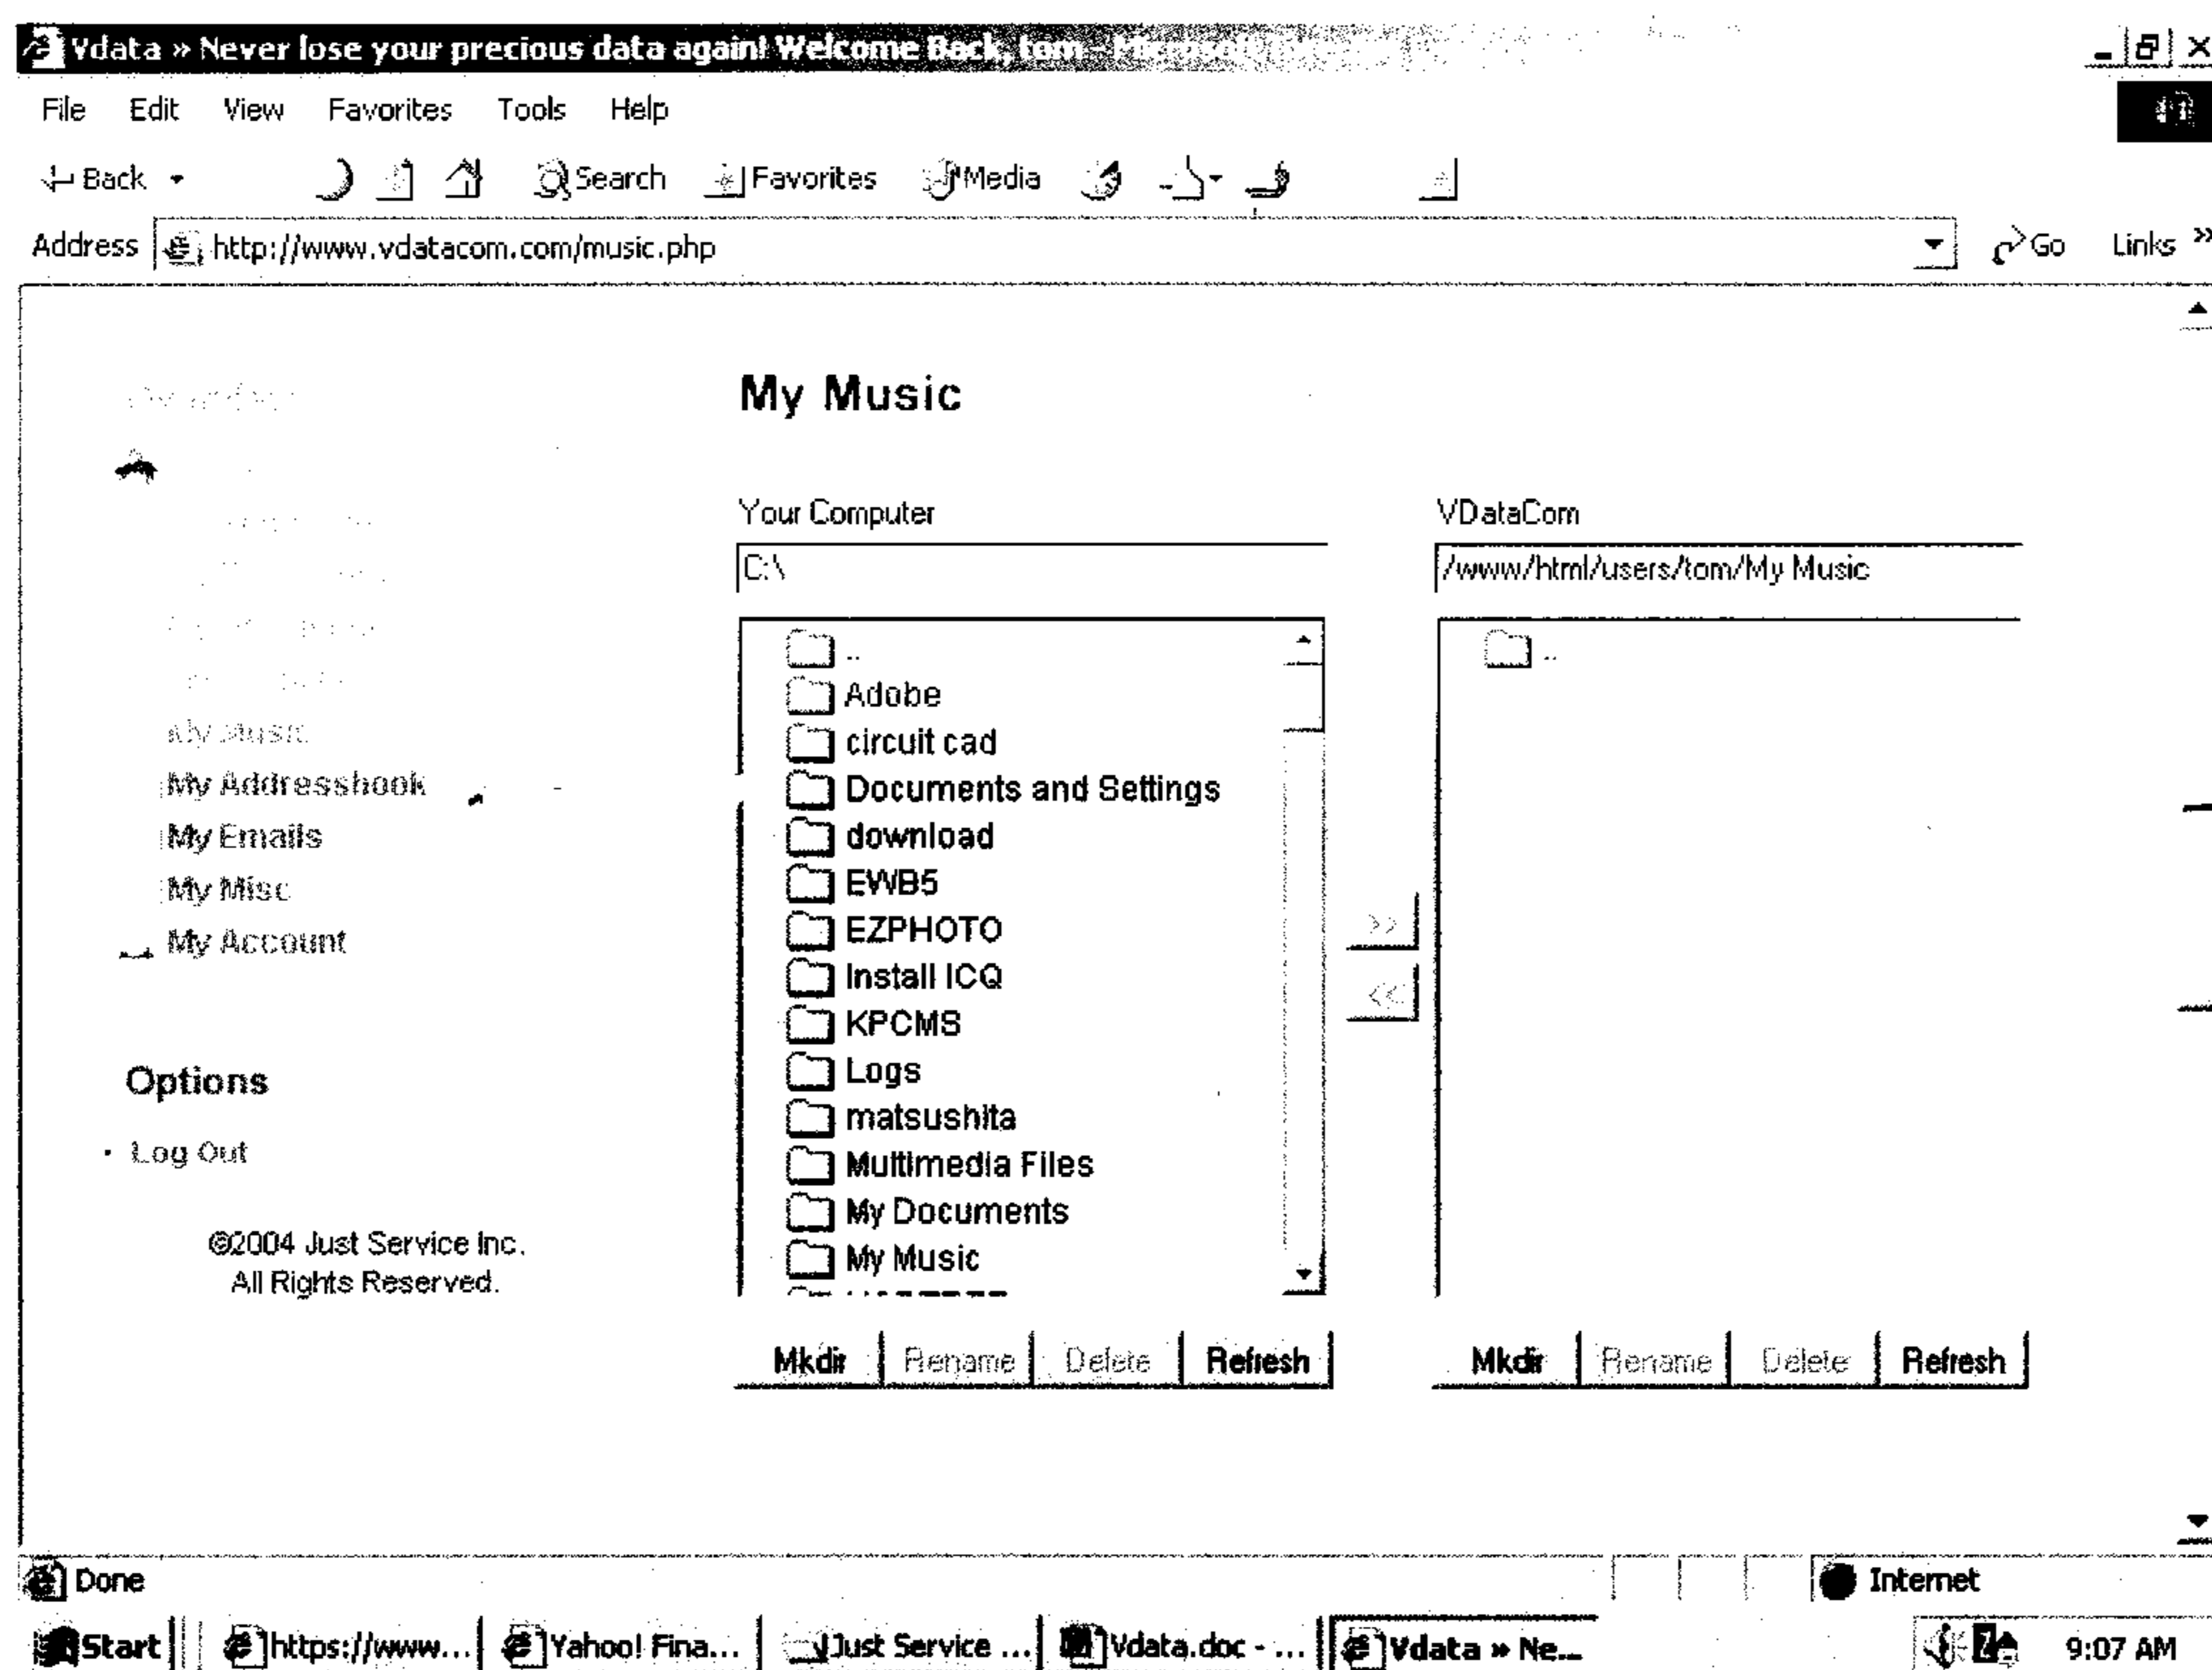 Vdata » Never lose your precious data again! Welcome Back, tom - Microsoft
File Edit View Favorites Tools Help
Back Search Favorites Media
Address http://www.vdatacom.com/music.php Go Links »
My Music
Your Computer VDataCom
C:\ /www/html/users/tom/My Music
.. ..
Adobe
circuit cad
Documents and Settings
download
EWB5
EZPHOTO
Install ICQ
KPCMS
Logs
matsushita
Multimedia Files
My Documents
My Music
>>
<<
My Music
My Addressbook
My Emails
My Misc
My Account
Options
• Log Out
©2004 Just Service Inc.
All Rights Reserved.
Mkdir Rename Delete Refresh Mkdir Rename Delete Refresh
Done Internet
Start https://www... Yahoo! Fina... Just Service ... Vdata.doc - ... Vdata » Ne... 9:07 AM